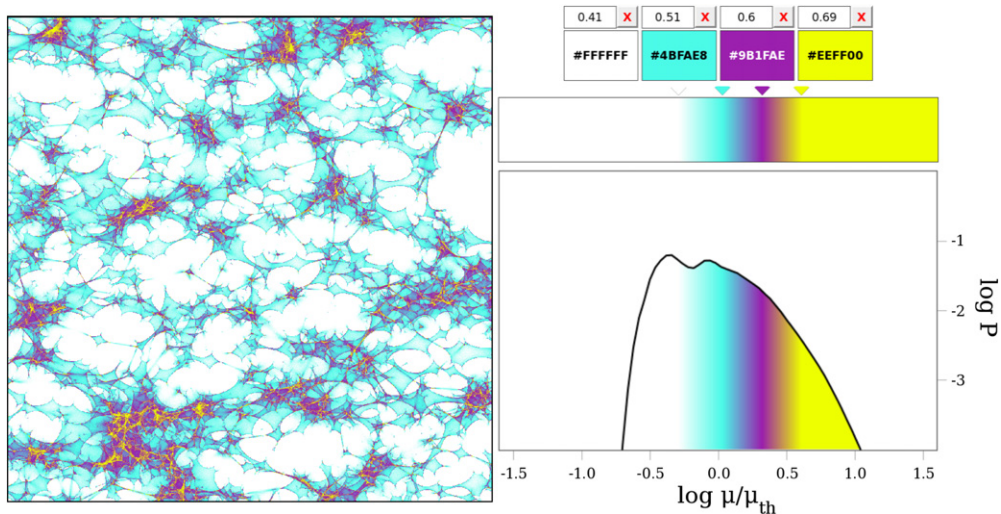 0.41 X 0.51 X 0.6 X 0.69 X
#FFFFFF #4BFAE8 #9B1FAE #EEFF00
-1
-2
-3
log P
-1.5 -1.0 -0.5 0.0 0.5 1.0 1.5
log μ/μth